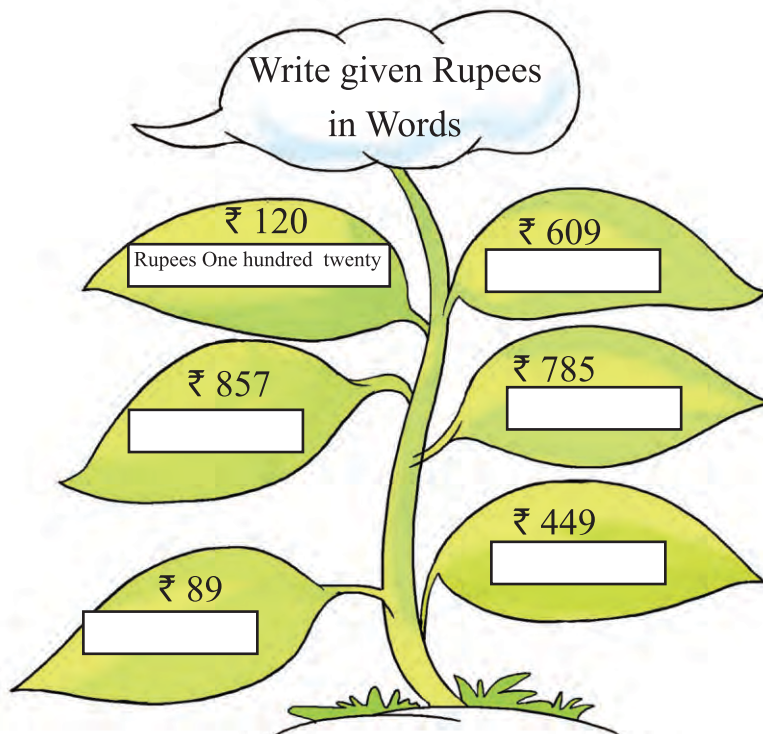 Write given Rupees
in Words
₹ 120
Rupees One hundred twenty
₹ 609
₹ 857
₹ 785
₹ 449
₹ 89